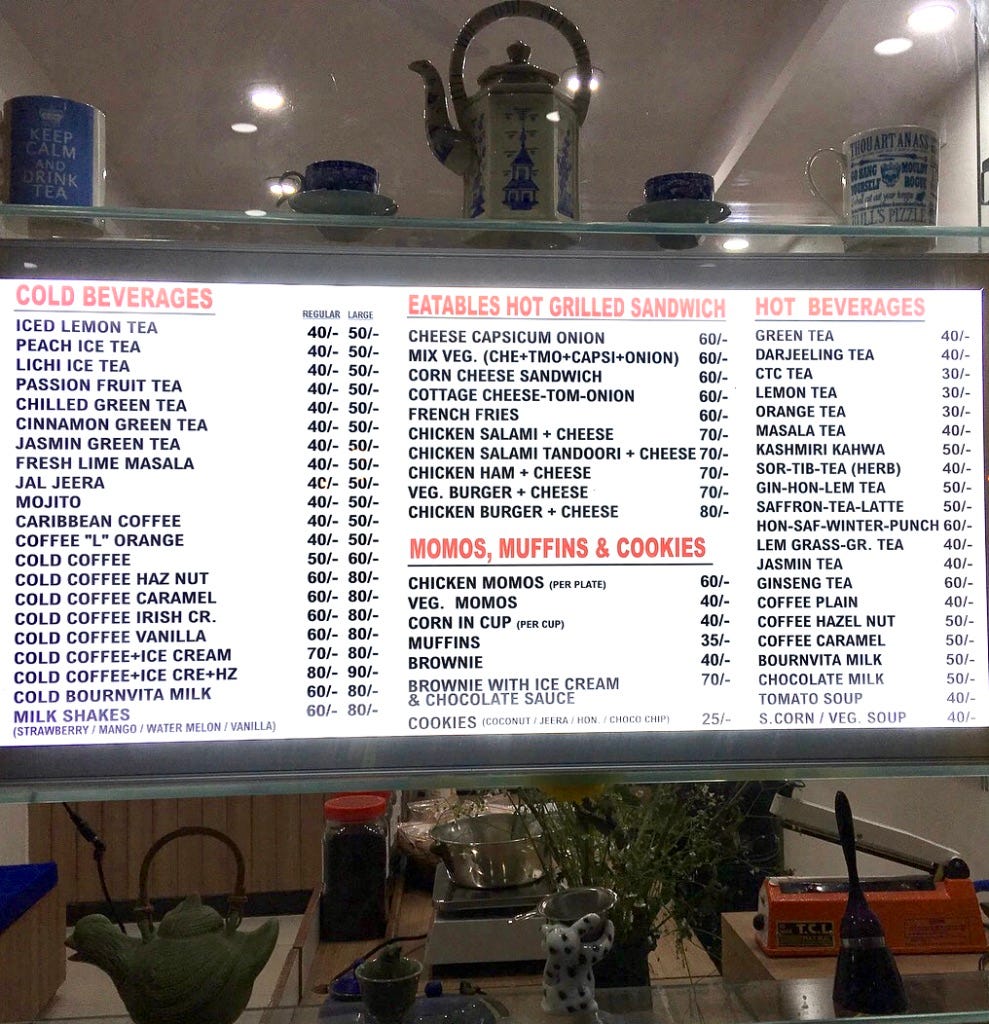 KEEP
CALM
AND
DRINK
TEA
THOU ART AN ASS
GO HANG
YOURSELF
ROGUE
COLD BEVERAGES
REGULAR LARGE
ICED LEMON TEA 40/- 50/-
PEACH ICE TEA 40/- 50/-
LICHI ICE TEA 40/- 50/-
PASSION FRUIT TEA 40/- 50/-
CHILLED GREEN TEA 40/- 50/-
CINNAMON GREEN TEA 40/- 50/-
JASMIN GREEN TEA 40/- 50/-
FRESH LIME MASALA 40/- 50/-
JAL JEERA 40/- 50/-
MOJITO 40/- 50/-
CARIBBEAN COFFEE 40/- 50/-
COFFEE "L" ORANGE 40/- 50/-
COLD COFFEE 50/- 60/-
COLD COFFEE HAZ NUT 60/- 80/-
COLD COFFEE CARAMEL 60/- 80/-
COLD COFFEE IRISH CR. 60/- 80/-
COLD COFFEE VANILLA 60/- 80/-
COLD COFFEE+ICE CREAM 70/- 80/-
COLD COFFEE+ICE CRE+HZ 80/- 90/-
COLD BOURNVITA MILK 60/- 80/-
MILK SHAKES 60/- 80/-
(STRAWBERRY / MANGO / WATER MELON / VANILLA)
EATABLES HOT GRILLED SANDWICH
CHEESE CAPSICUM ONION 60/-
MIX VEG. (CHE+TMO+CAPSI+ONION) 60/-
CORN CHEESE SANDWICH 60/-
COTTAGE CHEESE-TOM-ONION 60/-
FRENCH FRIES 60/-
CHICKEN SALAMI + CHEESE 70/-
CHICKEN SALAMI TANDOORI + CHEESE 70/-
CHICKEN HAM + CHEESE 70/-
VEG. BURGER + CHEESE 70/-
CHICKEN BURGER + CHEESE 80/-
MOMOS, MUFFINS & COOKIES
CHICKEN MOMOS (PER PLATE) 60/-
VEG. MOMOS 40/-
CORN IN CUP (PER CUP) 40/-
MUFFINS 35/-
BROWNIE 40/-
BROWNIE WITH ICE CREAM 70/-
& CHOCOLATE SAUCE
COOKIES (COCONUT / JEERA / HON. / CHOCO CHIP) 25/-
HOT BEVERAGES
GREEN TEA 40/-
DARJEELING TEA 40/-
CTC TEA 30/-
LEMON TEA 30/-
ORANGE TEA 30/-
MASALA TEA 40/-
KASHMIRI KAHWA 50/-
SOR-TIB-TEA (HERB) 40/-
GIN-HON-LEM TEA 50/-
SAFFRON-TEA-LATTE 50/-
HON-SAF-WINTER-PUNCH 60/-
LEM GRASS-GR. TEA 40/-
JASMIN TEA 40/-
GINSENG TEA 60/-
COFFEE PLAIN 40/-
COFFEE HAZEL NUT 50/-
COFFEE CARAMEL 50/-
BOURNVITA MILK 50/-
CHOCOLATE MILK 50/-
TOMATO SOUP 40/-
S.CORN / VEG. SOUP 40/-
T.C.L.